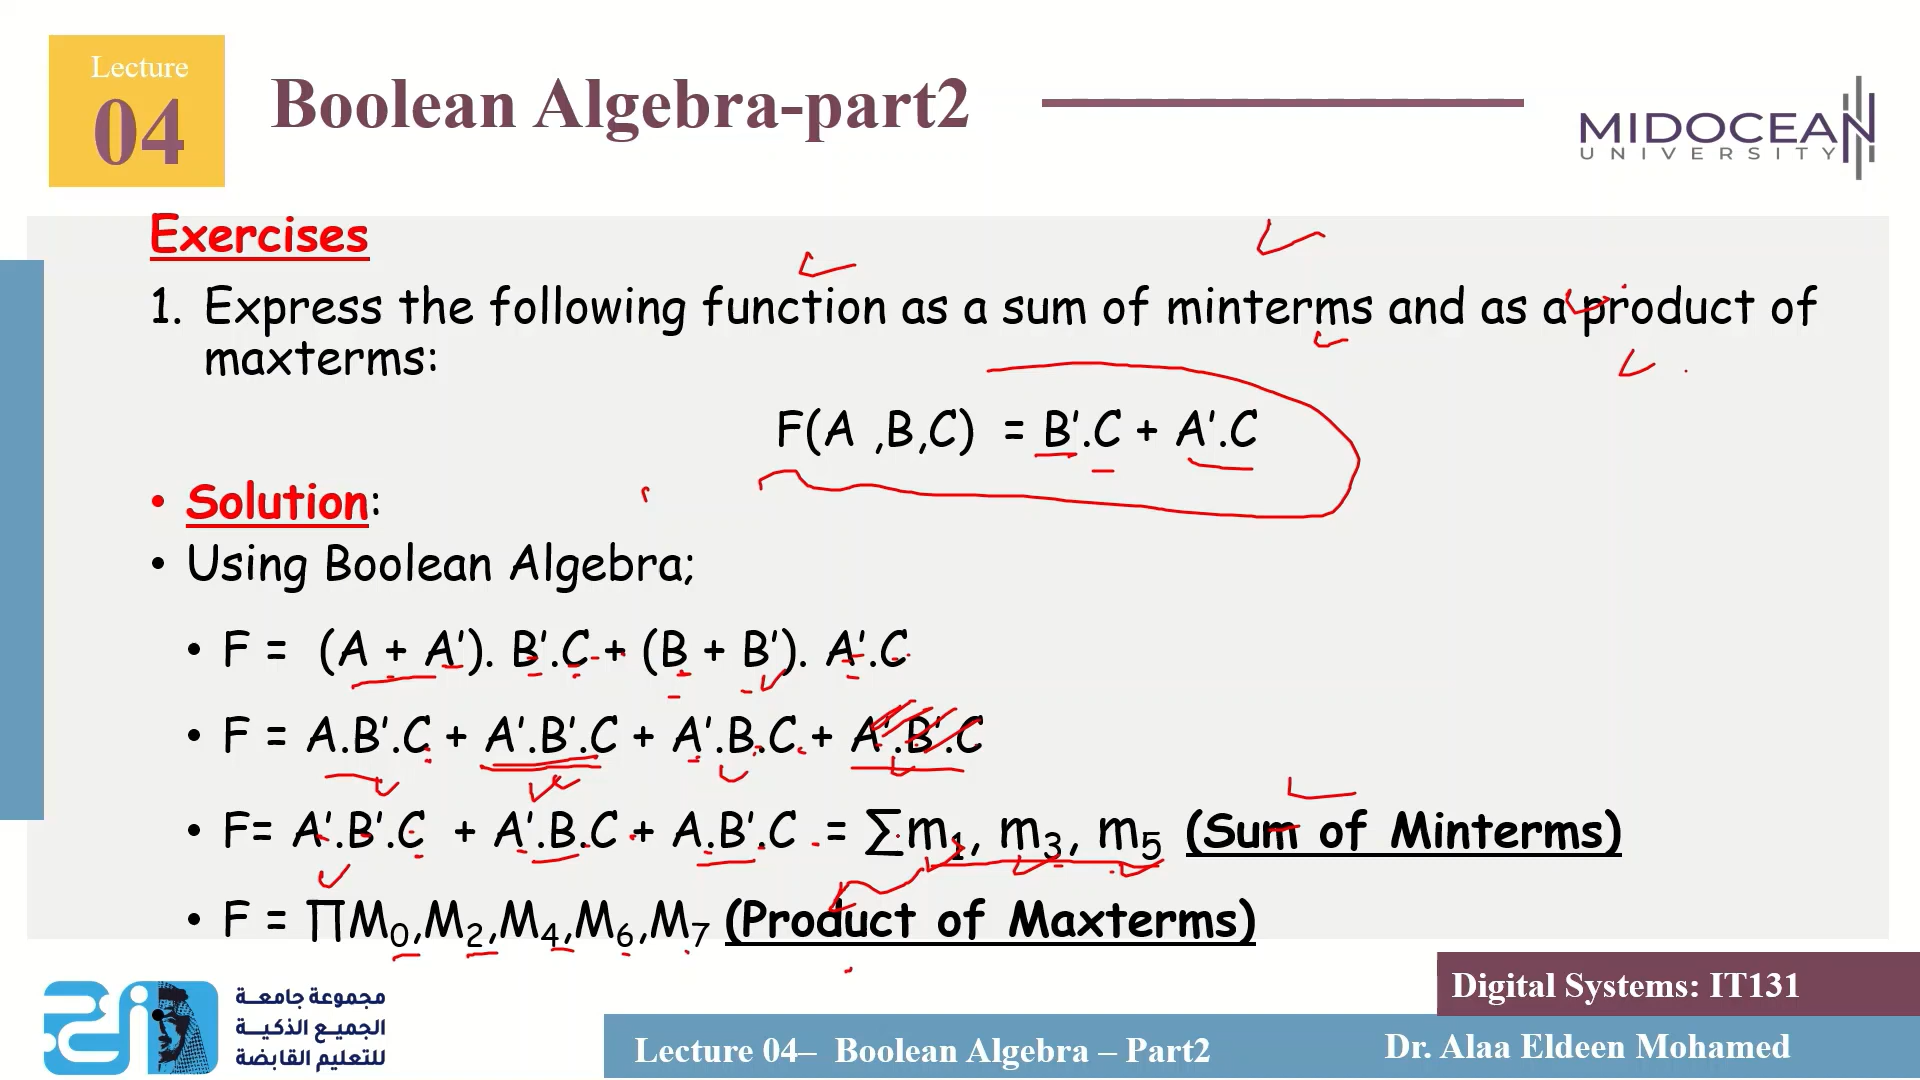 Lecture
04
Boolean Algebra-part2
MIDOCEAN
UNIVERSITY
Exercises
1. Express the following function as a sum of minterms and as a product of
maxterms:
F(A ,B,C) = B'.C + A'.C
• Solution:
• Using Boolean Algebra;
• F = (A + A'). B'.C + (B + B'). A'.C
• F = A.B'.C + A'.B'.C + A'.B.C + A'.B'.C
• F= A'.B'.C + A'.B.C + A.B'.C = ∑m₁, m₃, m₅ (Sum of Minterms)
• F = ∏M₀,M₂,M₄,M₆,M₇ (Product of Maxterms)
مجموعة جامعة
الجميع الذكية
للتعليم القابضة
Digital Systems: IT131
Lecture 04– Boolean Algebra – Part2
Dr. Alaa Eldeen Mohamed